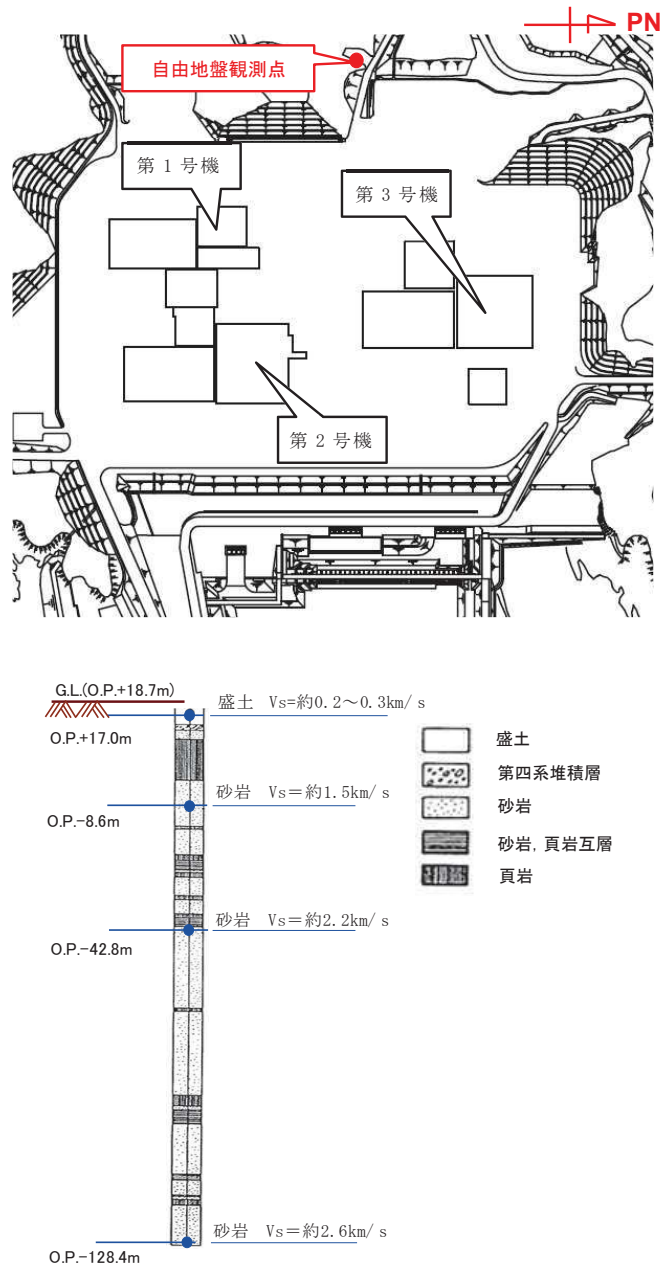 PN
自由地盤観測点
第1号機
第3号機
第2号機
G.L.(O.P.+18.7m)
盛土 Vs=約0.2～0.3km/s
O.P.+17.0m
砂岩 Vs=約1.5km/s
O.P.-8.6m
砂岩 Vs=約2.2km/s
O.P.-42.8m
砂岩 Vs=約2.6km/s
O.P.-128.4m
盛土
第四系堆積層
砂岩
砂岩, 頁岩互層
頁岩